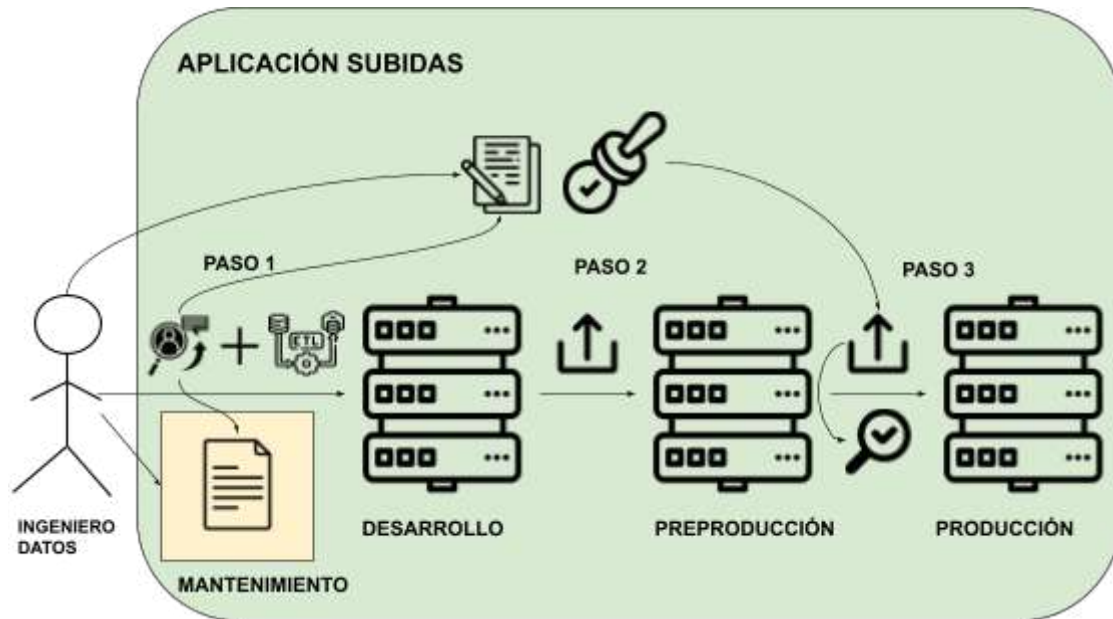 APLICACIÓN SUBIDAS
PASO 1
PASO 2
PASO 3
ETL
INGENIERO
DATOS
DESARROLLO
PREPRODUCCIÓN
PRODUCCIÓN
MANTENIMIENTO